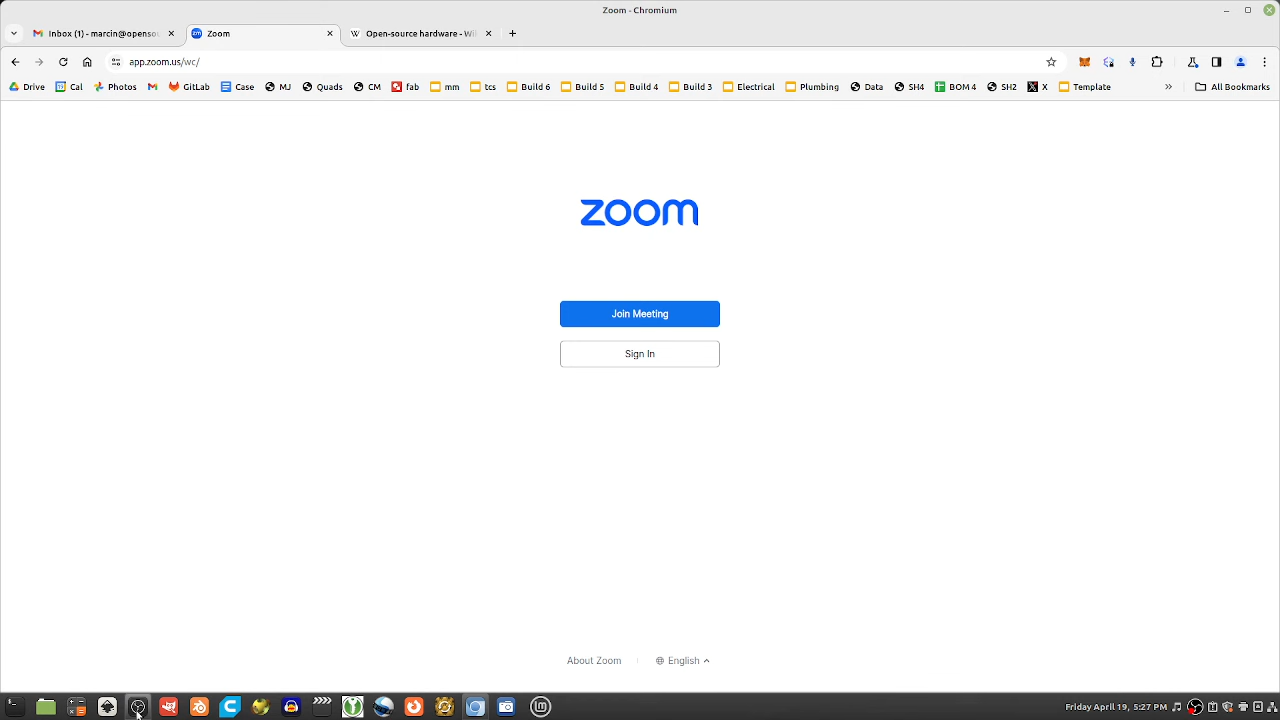 Zoom - Chromium
Inbox (1) - marcin@opensou
Zoom
Open-source hardware - Wil
app.zoom.us/wc/
Drive Cal Photos GitLab Case MJ Quads CM fab mm tcs Build 6 Build 5 Build 4 Build 3 Electrical Plumbing Data SH4 BOM 4 SH2 X Template » All Bookmarks
zoom
Join Meeting
Sign In
About Zoom
English
Friday April 19, 5:27 PM